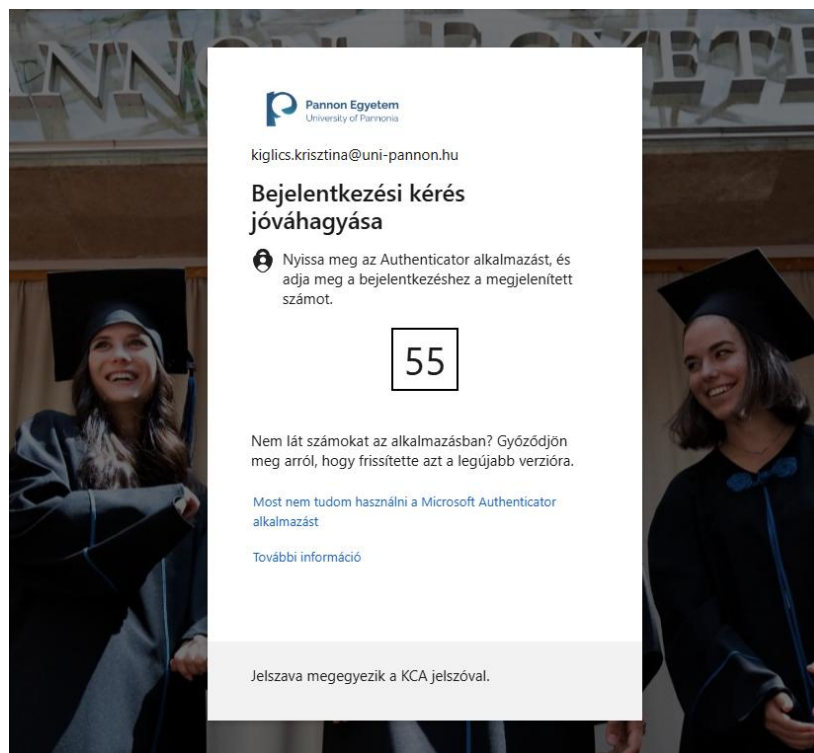 Pannon Egyetem
University of Pannonia
kiglics.krisztina@uni-pannon.hu
Bejelentkezési kérés
jóváhagyása
Nyissa meg az Authenticator alkalmazást, és
adja meg a bejelentkezéshez a megjelenített
számot.
55
Nem lát számokat az alkalmazásban? Győződjön
meg arról, hogy frissítette azt a legújabb verzióra.
Most nem tudom használni a Microsoft Authenticator
alkalmazást
További információ
Jelszava megegyezik a KCA jelszóval.